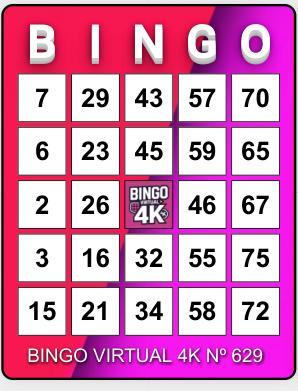 B I N G O
7 29 43 57 70
6 23 45 59 65
2 26 BINGO VIRTUAL 4K 46 67
3 16 32 55 75
15 21 34 58 72
BINGO VIRTUAL 4K Nº 629